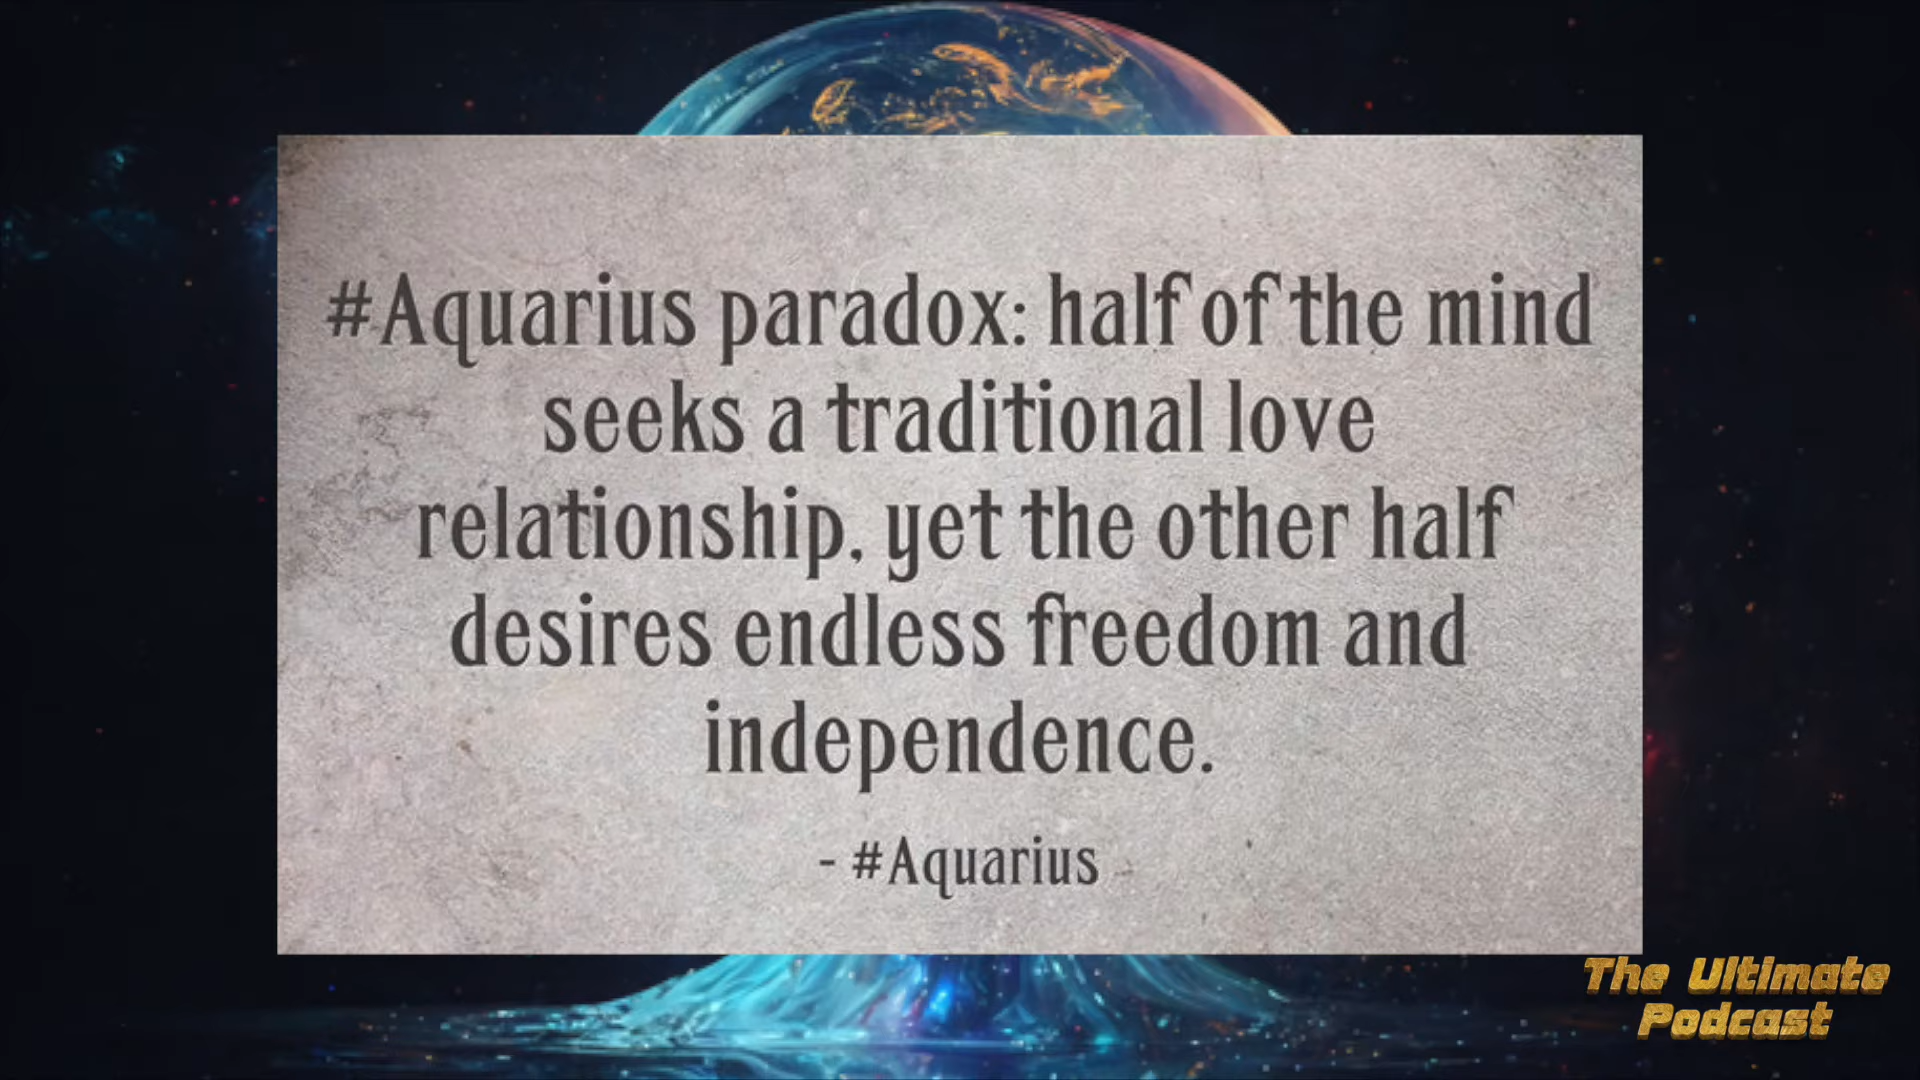 #Aquarius paradox: half of the mind
seeks a traditional love
relationship, yet the other half
desires endless freedom and
independence.
- #Aquarius
The Ultimate
Podcast